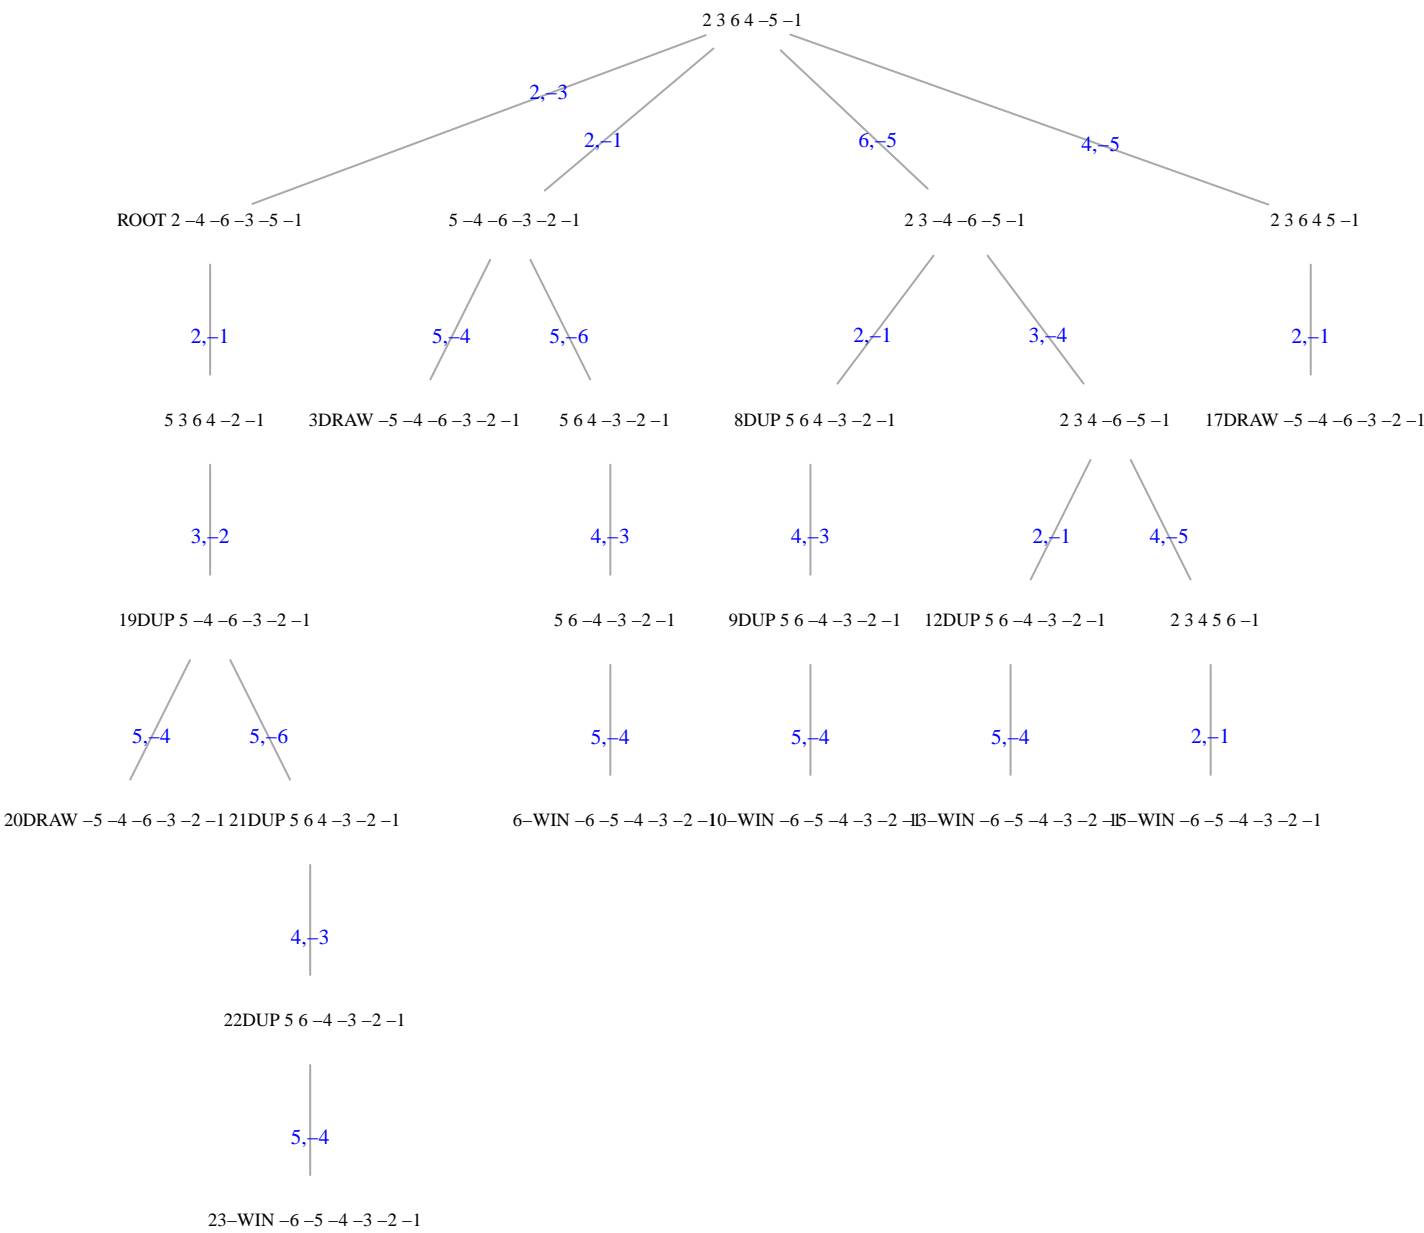 2 3 6 4 –5 –1
2,–3
2,–1
6,–5
4,–5
ROOT 2 –4 –6 –3 –5 –1
5 –4 –6 –3 –2 –1
2 3 –4 –6 –5 –1
2 3 6 4 5 –1
2,–1
5,–4
5,–6
2,–1
3,–4
2,–1
5 3 6 4 –2 –1
3DRAW –5 –4 –6 –3 –2 –1
5 6 4 –3 –2 –1
8DUP 5 6 4 –3 –2 –1
2 3 4 –6 –5 –1
17DRAW –5 –4 –6 –3 –2 –1
3,–2
4,–3
4,–3
2,–1
4,–5
19DUP 5 –4 –6 –3 –2 –1
5 6 –4 –3 –2 –1
9DUP 5 6 –4 –3 –2 –1
12DUP 5 6 –4 –3 –2 –1
2 3 4 5 6 –1
5,–4
5,–6
5,–4
5,–4
5,–4
2,–1
20DRAW –5 –4 –6 –3 –2 –1
21DUP 5 6 4 –3 –2 –1
6–WIN –6 –5 –4 –3 –2 –1
10–WIN –6 –5 –4 –3 –2 –1
13–WIN –6 –5 –4 –3 –2 –1
15–WIN –6 –5 –4 –3 –2 –1
4,–3
22DUP 5 6 –4 –3 –2 –1
5,–4
23–WIN –6 –5 –4 –3 –2 –1